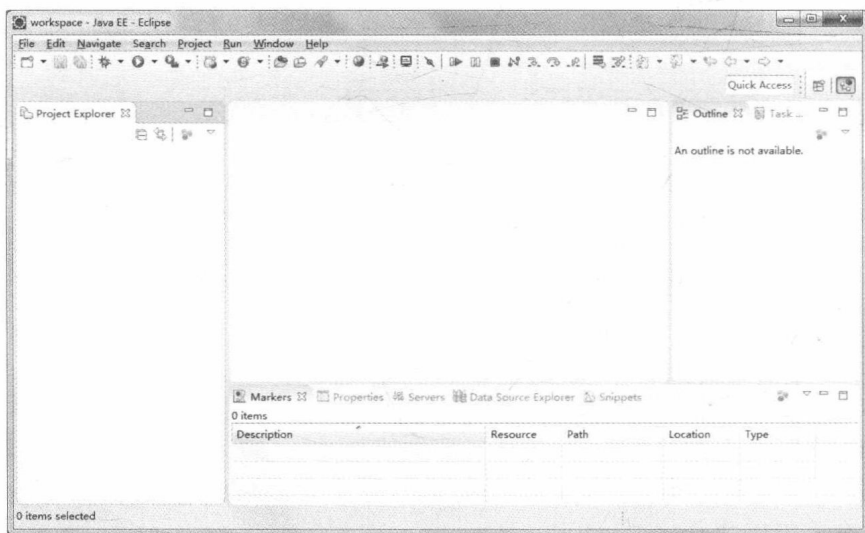 workspace - Java EE - Eclipse
File Edit Navigate Search Project Run Window Help
Quick Access
Project Explorer
Outline Task
An outline is not available.
Markers Properties Servers Data Source Explorer Snippets
0 items
Description Resource Path Location Type
0 items selected